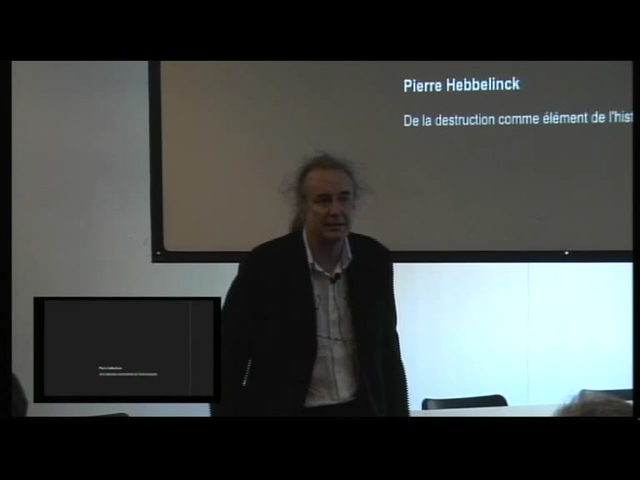 Pierre Hebbelinck
De la destruction comme élément de l'hist